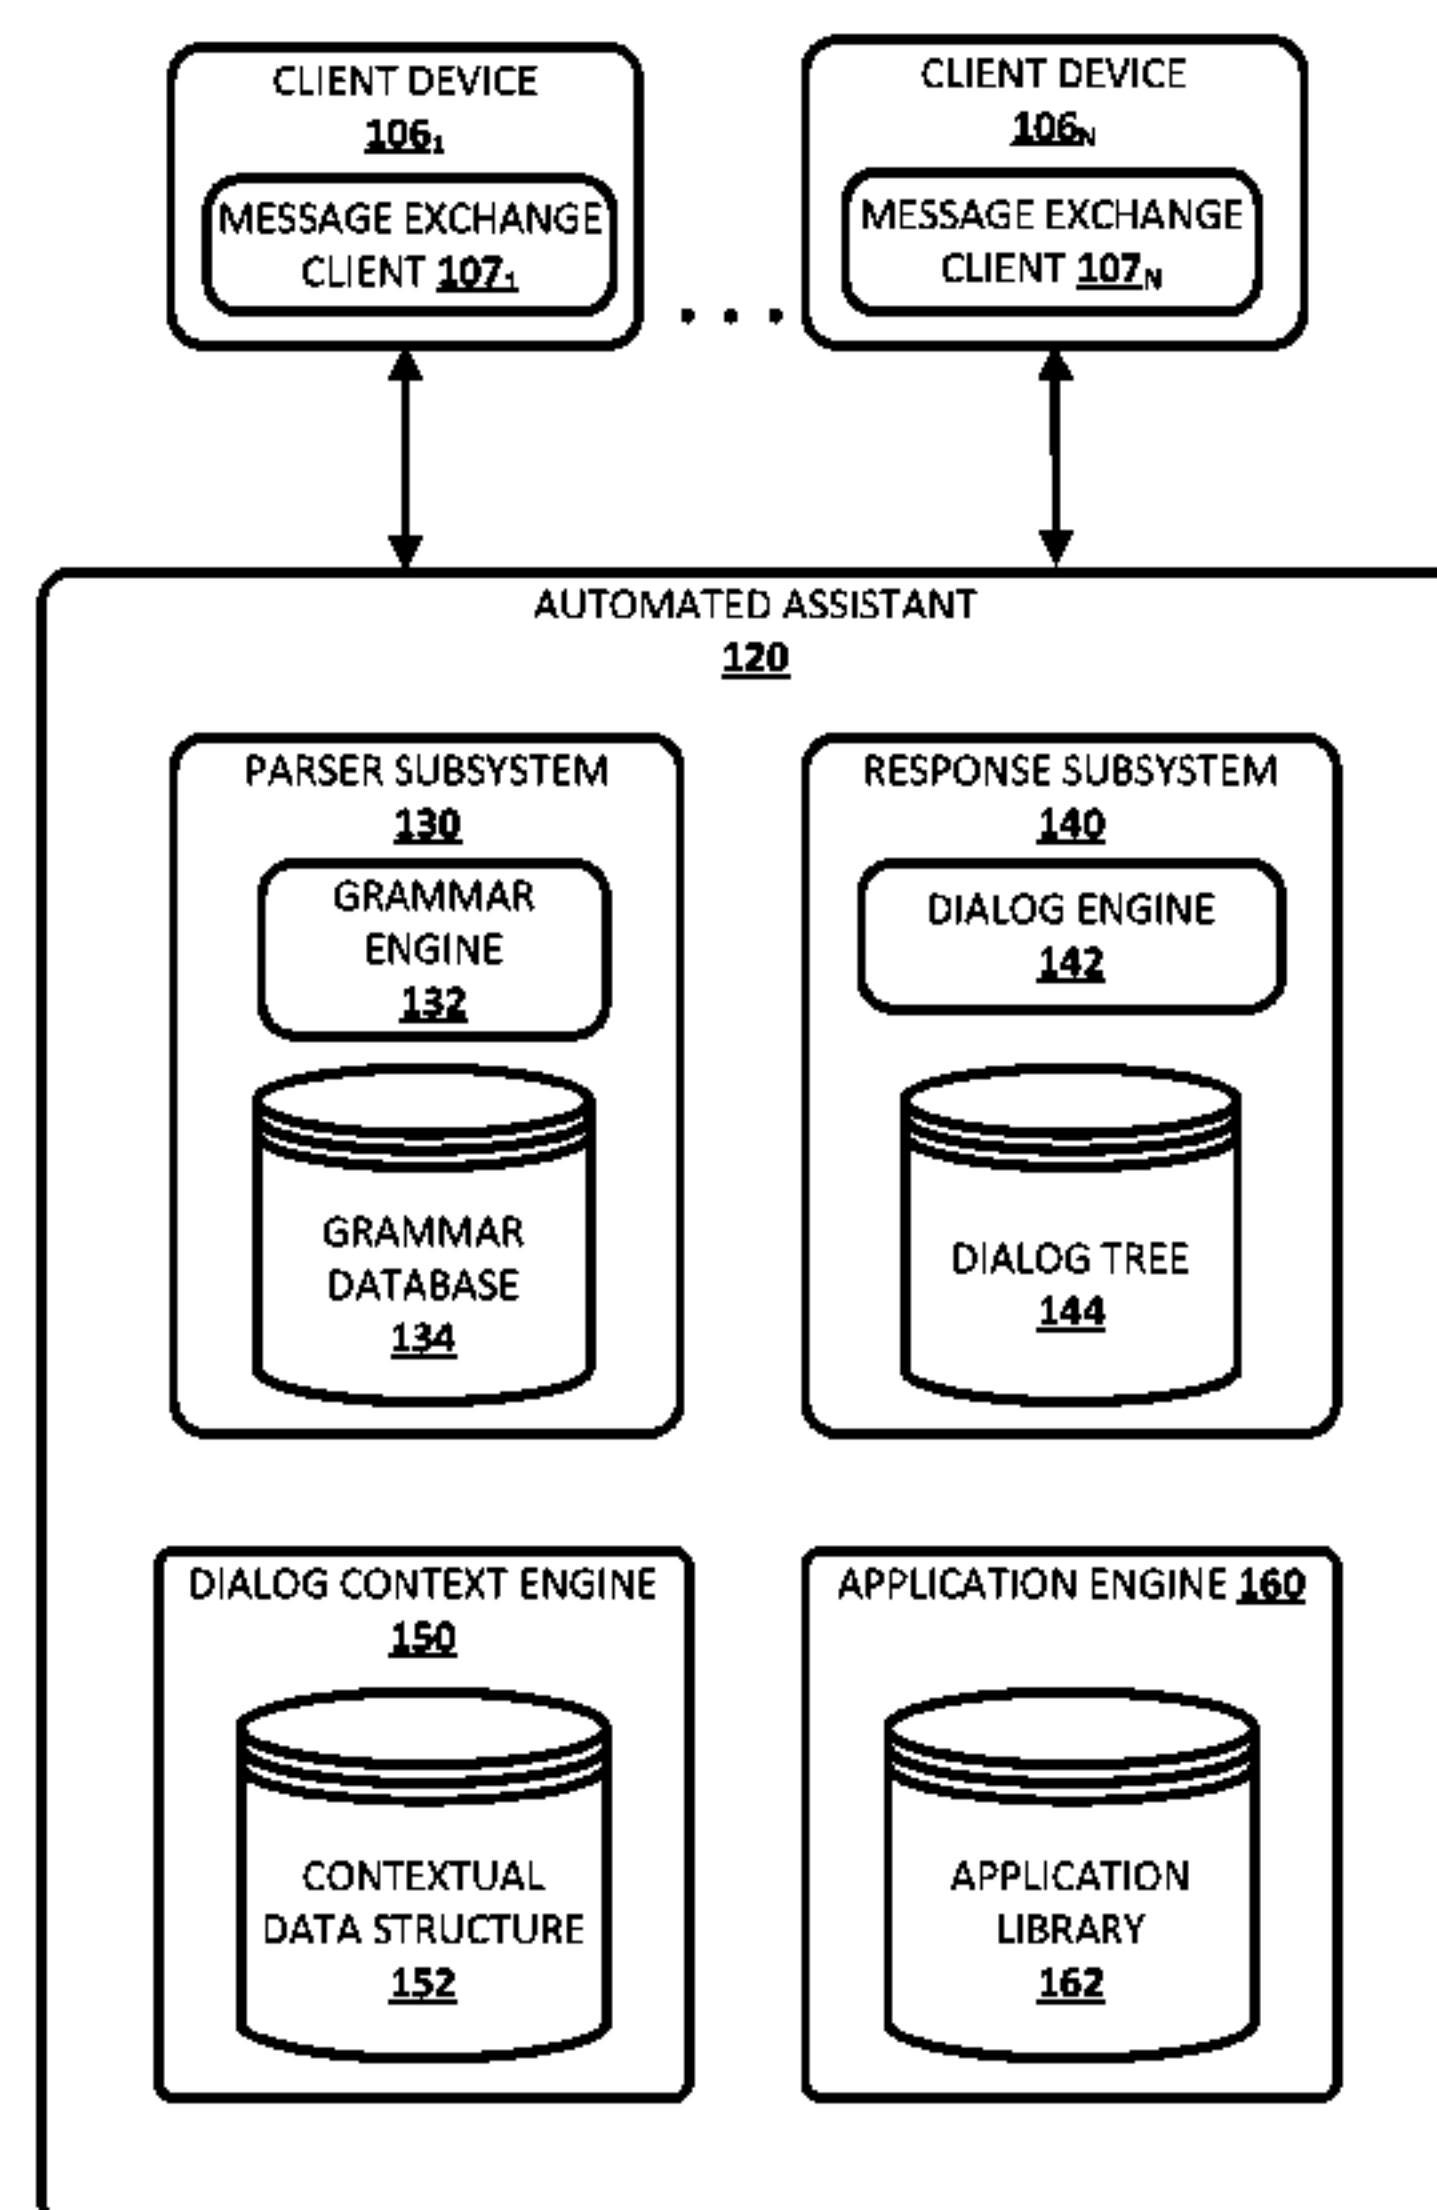 CLIENT DEVICE
106₁
MESSAGE EXCHANGE
CLIENT 107₁
. . .
CLIENT DEVICE
106N
MESSAGE EXCHANGE
CLIENT 107N
AUTOMATED ASSISTANT
120
PARSER SUBSYSTEM
130
GRAMMAR
ENGINE
132
GRAMMAR
DATABASE
134
RESPONSE SUBSYSTEM
140
DIALOG ENGINE
142
DIALOG TREE
144
DIALOG CONTEXT ENGINE
150
CONTEXTUAL
DATA STRUCTURE
152
APPLICATION ENGINE 160
APPLICATION
LIBRARY
162